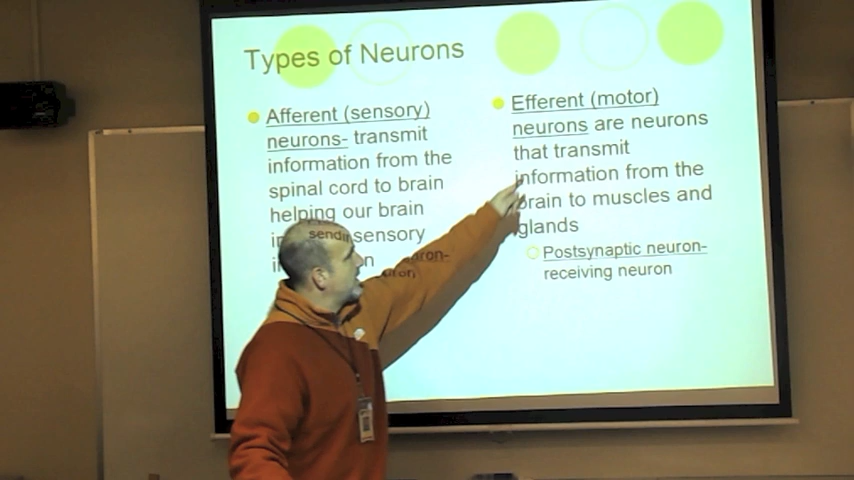 Types of Neurons
Afferent (sensory)
neurons- transmit
information from the
spinal cord to brain
helping our brain
sensory
sendin
Efferent (motor)
neurons are neurons
that transmit
information from the
brain to muscles and
glands
Postsynaptic neuron-
receiving neuron